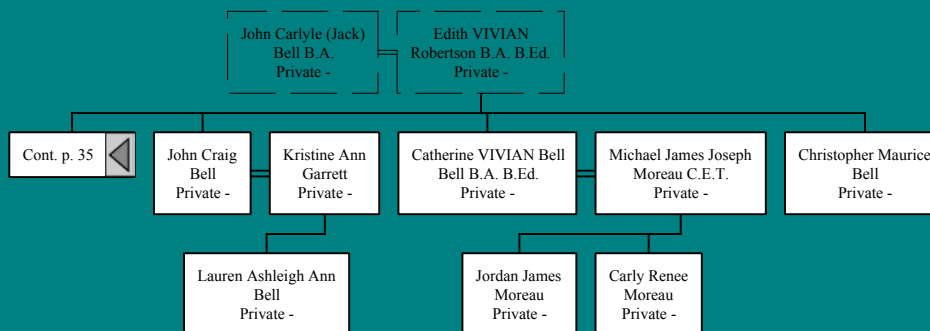 John Carlyle (Jack)
Bell B.A.
Private -
Edith VIVIAN
Robertson B.A. B.Ed.
Private -
Cont. p. 35
John Craig
Bell
Private -
Kristine Ann
Garrett
Private -
Catherine VIVIAN Bell
Bell B.A. B.Ed.
Private -
Michael James Joseph
Moreau C.E.T.
Private -
Christopher Maurice
Bell
Private -
Lauren Ashleigh Ann
Bell
Private -
Jordan James
Moreau
Private -
Carly Renee
Moreau
Private -